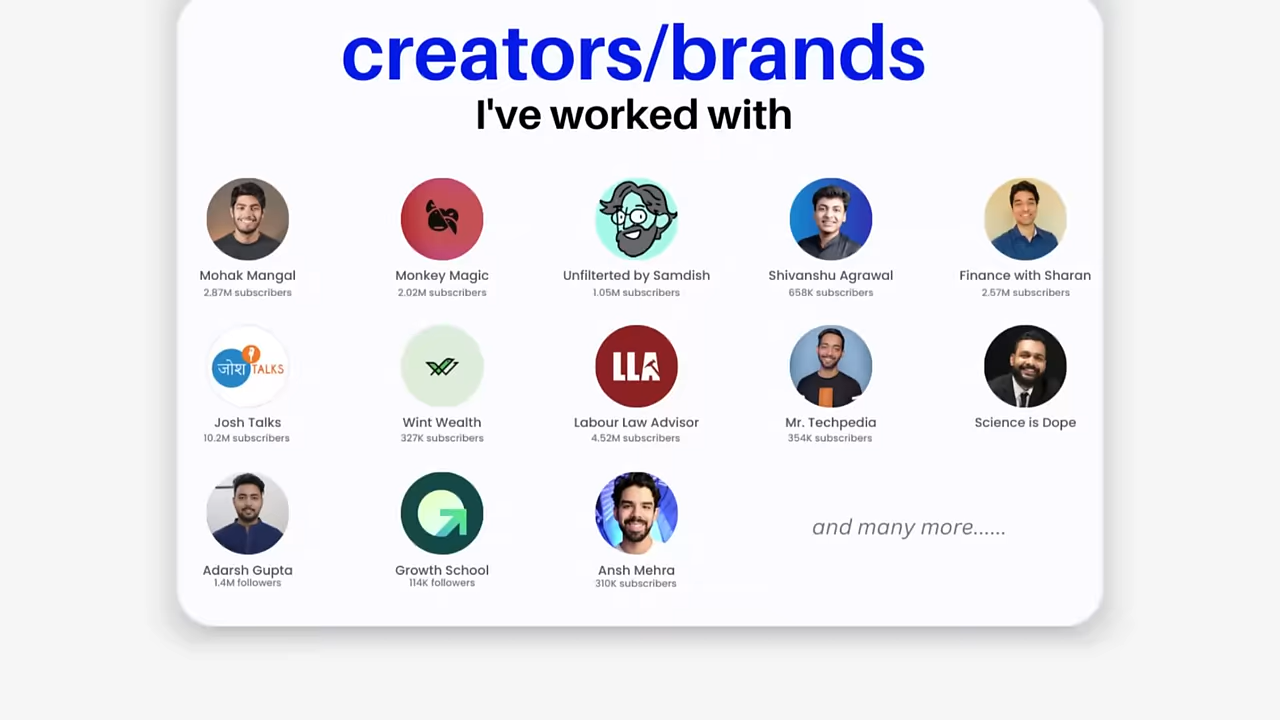 creators/brands
I've worked with
Mohak Mangal
2.87M subscribers
Monkey Magic
2.02M subscribers
Unfilterted by Samdish
1.05M subscribers
Shivanshu Agrawal
658K subscribers
Finance with Sharan
2.57M subscribers
जोश TALKS
Josh Talks
10.2M subscribers
Wint Wealth
327K subscribers
LLA
Labour Law Advisor
4.52M subscribers
Mr. Techpedia
354K subscribers
Science is Dope
Adarsh Gupta
1.4M followers
Growth School
114K followers
Ansh Mehra
310K subscribers
and many more......